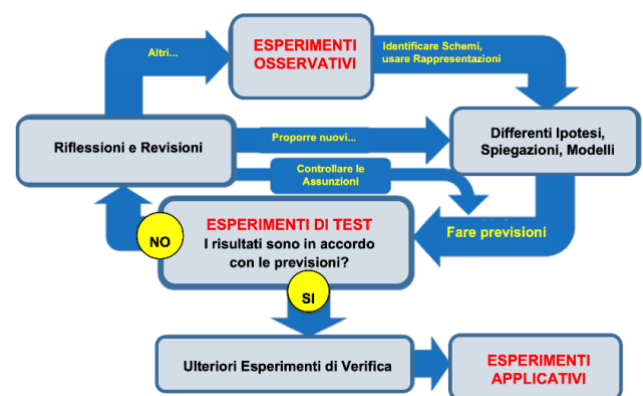 Altri...
ESPERIMENTI
OSSERVATIVI
Identificare Schemi,
usare Rappresentazioni
Riflessioni e Revisioni
Proporre nuovi...
Differenti Ipotesi,
Spiegazioni, Modelli
Controllare le
Assunzioni
ESPERIMENTI DI TEST
I risultati sono in accordo
con le previsioni?
Fare previsioni
NO
SI
Ulteriori Esperimenti di Verifica
ESPERIMENTI
APPLICATIVI